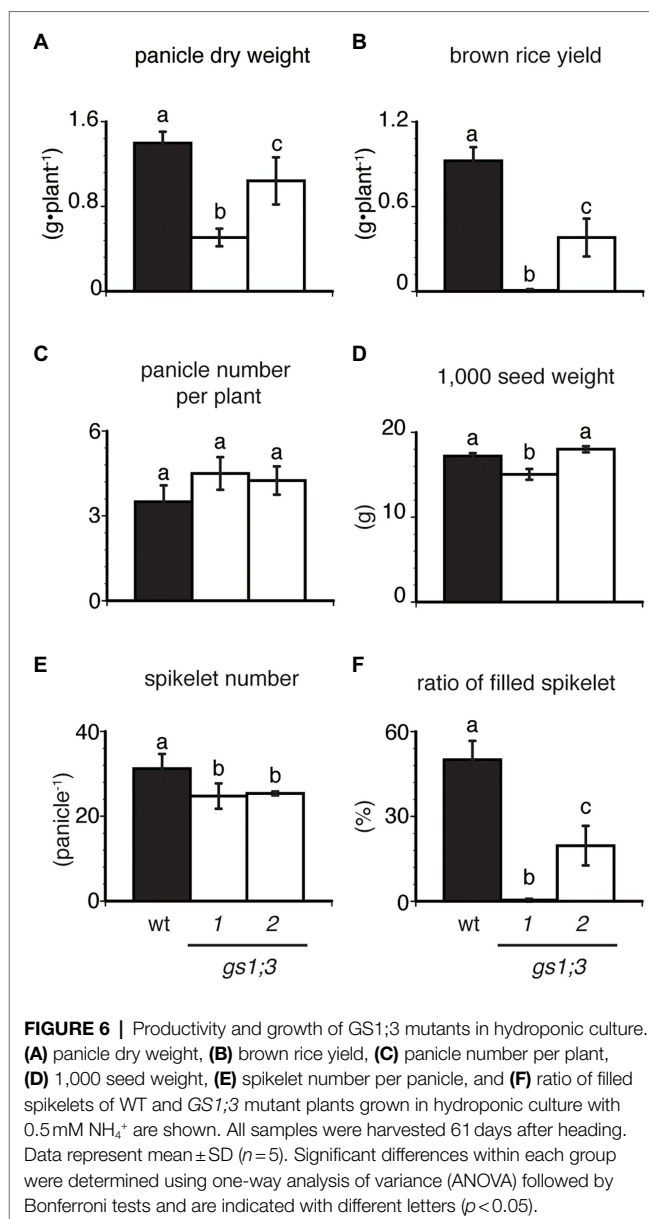 A
panicle dry weight
1.6
0.8
0
(g•plant⁻¹)
a
b
c
B
brown rice yield
1.2
0.6
0
(g•plant⁻¹)
a
b
c
C
panicle number
per plant
6
3
0
a
a
a
D
1,000 seed weight
20
10
0
(g)
a
b
a
E
spikelet number
40
20
0
(panicle⁻¹)
a
b
b
wt
1
2
gs1;3
F
ratio of filled spikelet
60
30
0
(%)
a
b
c
wt
1
2
gs1;3
FIGURE 6 | Productivity and growth of GS1;3 mutants in hydroponic culture.
(A) panicle dry weight, (B) brown rice yield, (C) panicle number per plant,
(D) 1,000 seed weight, (E) spikelet number per panicle, and (F) ratio of filled
spikelets of WT and GS1;3 mutant plants grown in hydroponic culture with
0.5 mM NH₄⁺ are shown. All samples were harvested 61 days after heading.
Data represent mean ± SD (n = 5). Significant differences within each group
were determined using one-way analysis of variance (ANOVA) followed by
Bonferroni tests and are indicated with different letters (p < 0.05).